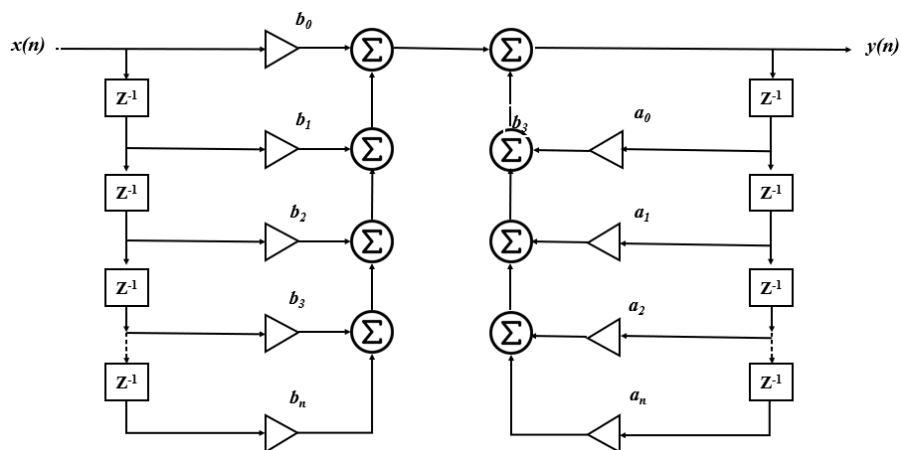 b₀
x(n) Σ Σ y(n)
Z⁻¹ Z⁻¹
b₁ b₃ a₀
Σ Σ
Z⁻¹ Z⁻¹
b₂ a₁
Σ Σ
Z⁻¹ Z⁻¹
b₃ a₂
Σ Σ
Z⁻¹ Z⁻¹
bₙ aₙ